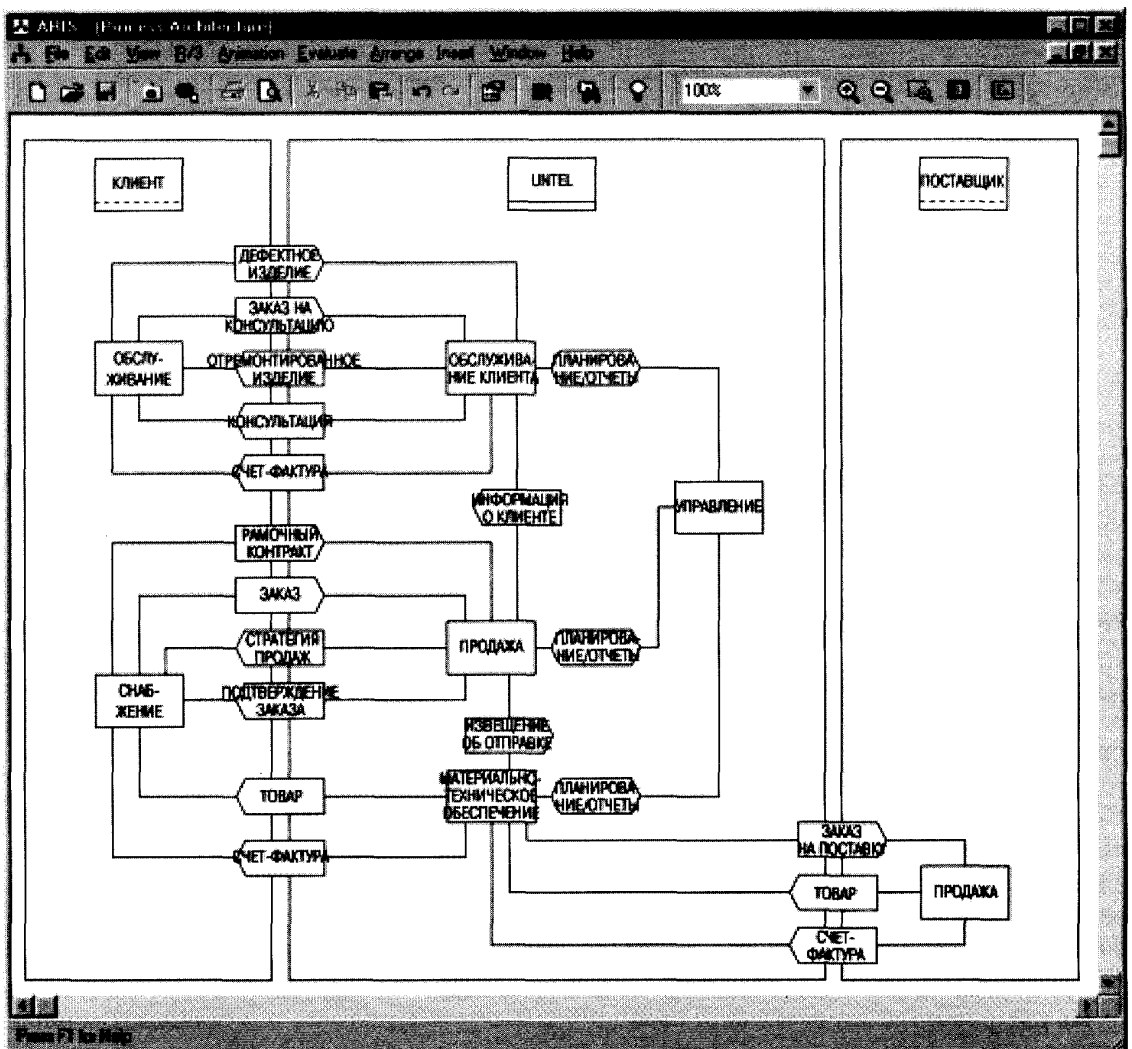 ARIS - [Process Architecture]
File Edit View R/3 Animation Evaluate Arrange Insert Window Help
100%
КЛИЕНТ
UNTEL
ПОСТАВЩИК
ДЕФЕКТНОЕ
ИЗДЕЛИЕ
ЗАКАЗ НА
КОНСУЛЬТАЦИЮ
ОБСЛУ-
ЖИВАНИЕ
ОТРЕМОНТИРОВАННОЕ
ИЗДЕЛИЕ
ОБСЛУЖИВА-
НИЕ КЛИЕНТА
ПЛАНИРОВА-
НИЕ/ОТЧЕТЫ
КОНСУЛЬТАЦИЯ
СЧЕТ-ФАКТУРА
ИНФОРМАЦИЯ
О КЛИЕНТЕ
УПРАВЛЕНИЕ
РАМОЧНЫЙ
КОНТРАКТ
ЗАКАЗ
СТРАТЕГИЯ
ПРОДАЖ
ПРОДАЖА
ПЛАНИРОВА-
НИЕ/ОТЧЕТЫ
СНАБ-
ЖЕНИЕ
ПОДТВЕРЖДЕНИЕ
ЗАКАЗА
ИЗВЕЩЕНИЕ
ОБ ОТПРАВКЕ
ТОВАР
МАТЕРИАЛЬНО-
ТЕХНИЧЕСКОЕ
ОБЕСПЕЧЕНИЕ
ПЛАНИРОВА-
НИЕ/ОТЧЕТЫ
СЧЕТ-ФАКТУРА
ЗАКАЗ
НА ПОСТАВКУ
ТОВАР
ПРОДАЖА
СЧЕТ-
ФАКТУРА
Press F1 for Help